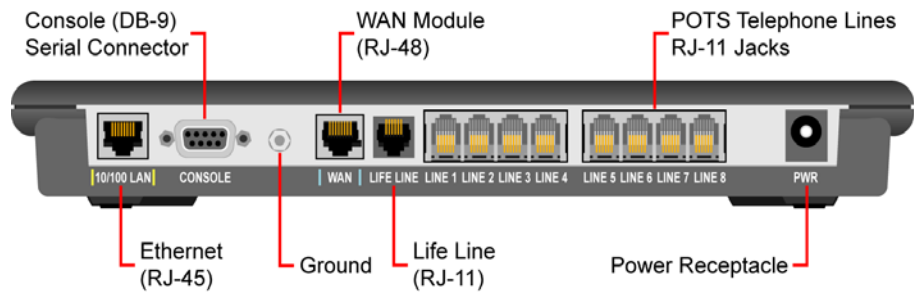 Console (DB-9)
Serial Connector
WAN Module
(RJ-48)
POTS Telephone Lines
RJ-11 Jacks
10/100 LAN
CONSOLE
WAN
LIFE LINE
LINE 1
LINE 2
LINE 3
LINE 4
LINE 5
LINE 6
LINE 7
LINE 8
PWR
Ethernet
(RJ-45)
Ground
Life Line
(RJ-11)
Power Receptacle